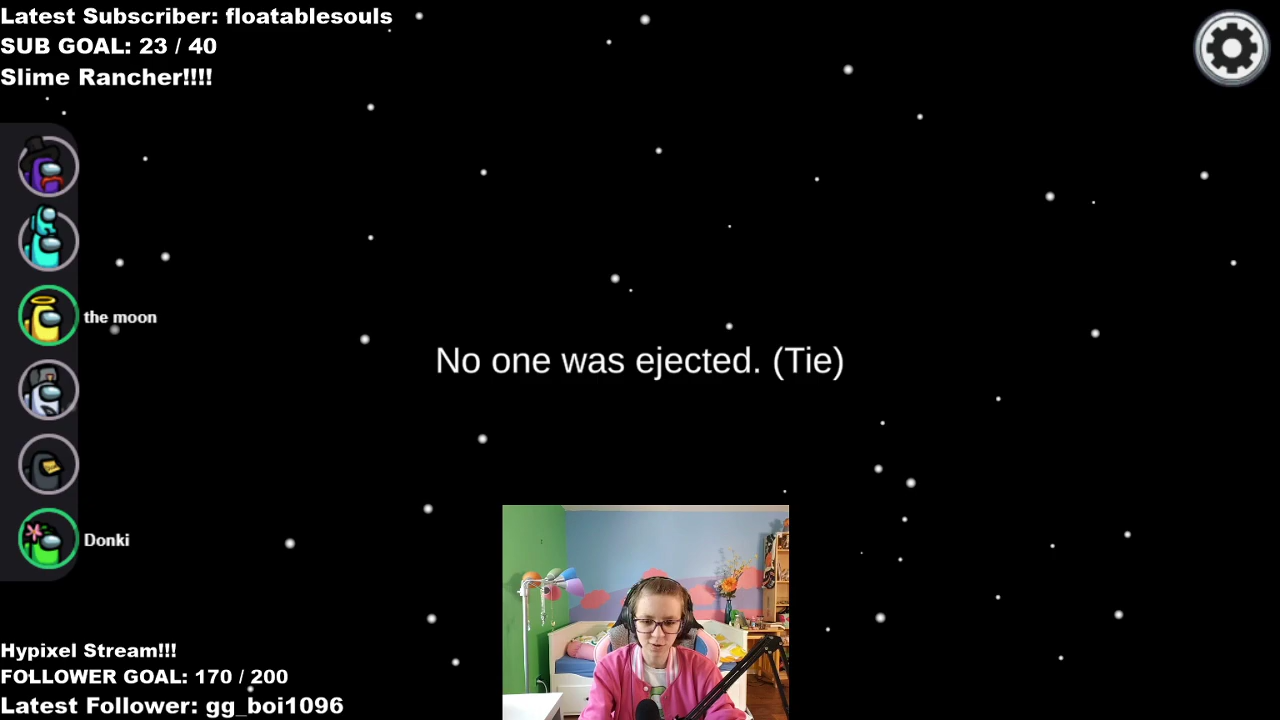 Latest Subscriber: floatablesouls
SUB GOAL: 23 / 40
Slime Rancher!!!!
the moon
No one was ejected. (Tie)
Donki
Hypixel Stream!!!
FOLLOWER GOAL: 170 / 200
Latest Follower: gg_boi1096